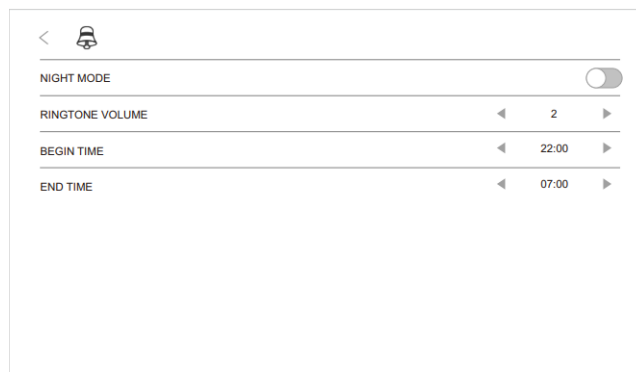 NIGHT MODE
RINGTONE VOLUME 2
BEGIN TIME 22:00
END TIME 07:00